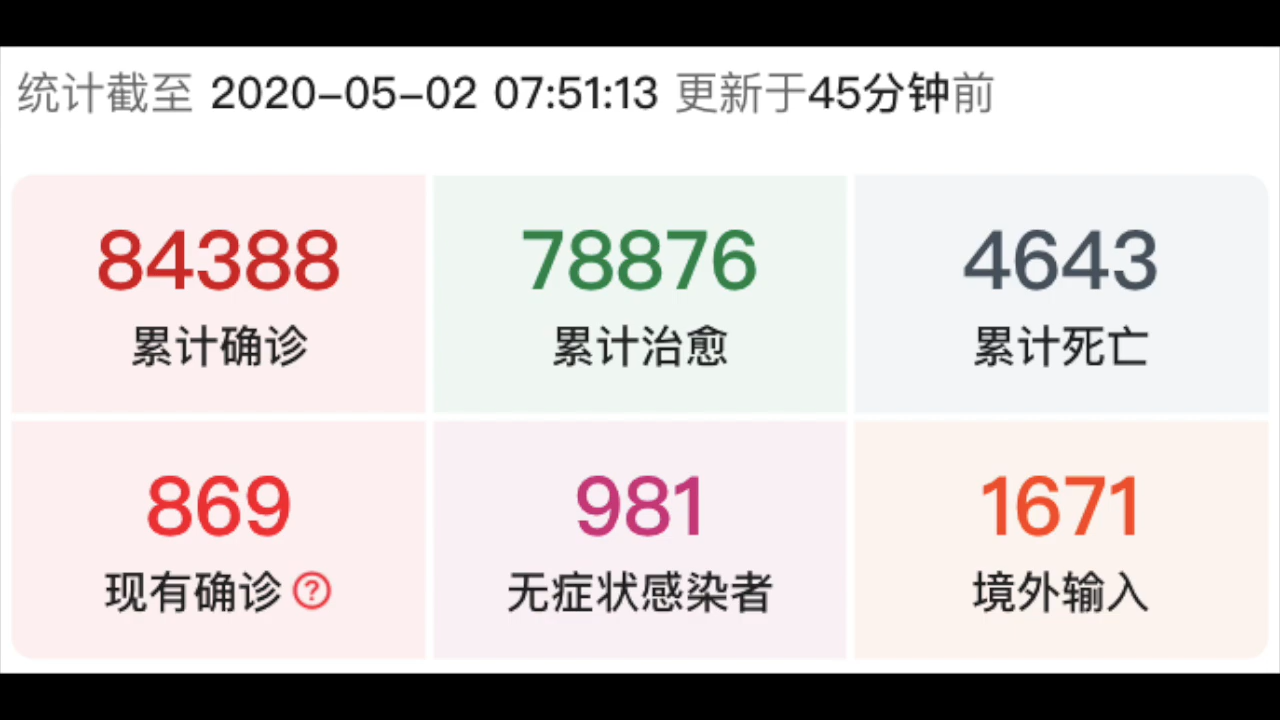 统计截至 2020-05-02 07:51:13 更新于45分钟前
84388 78876 4643
累计确诊 累计治愈 累计死亡
869 981 1671
现有确诊 ? 无症状感染者 境外输入